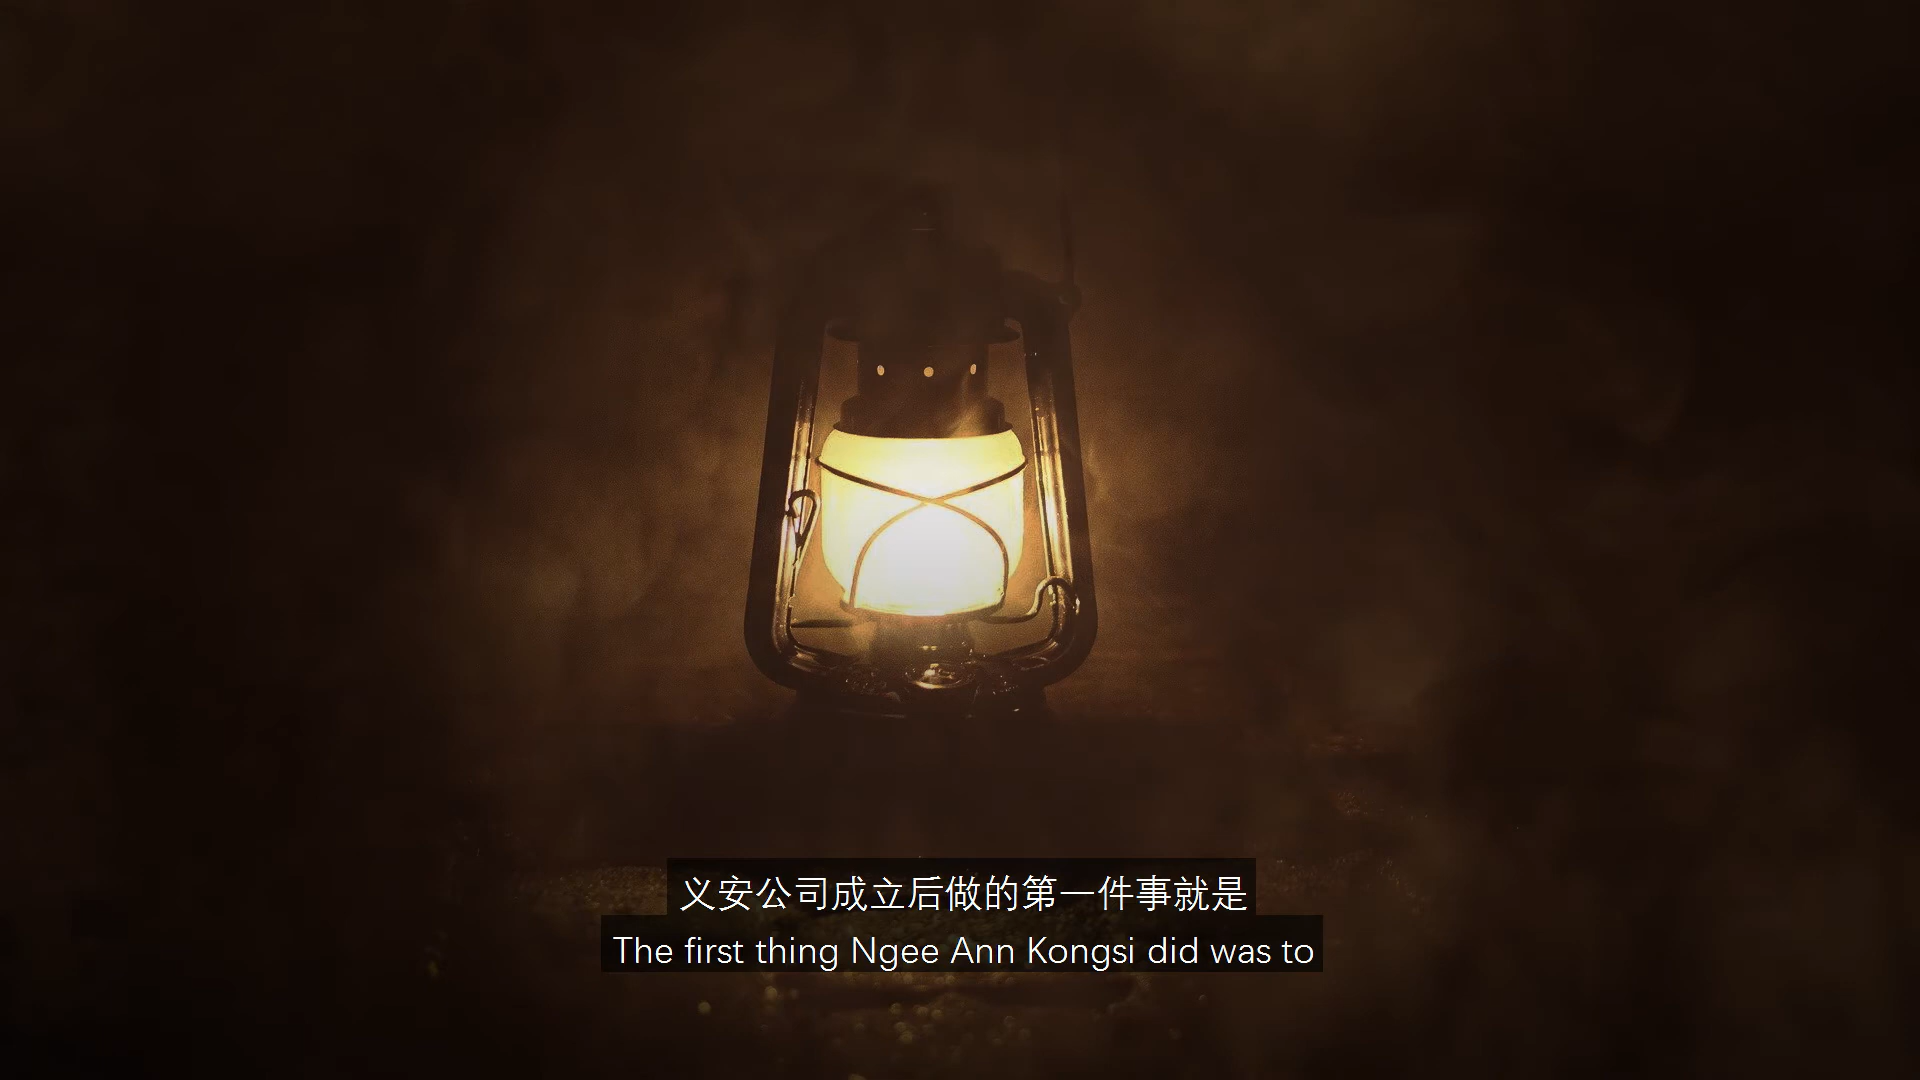 义安公司成立后做的第一件事就是
The first thing Ngee Ann Kongsi did was to